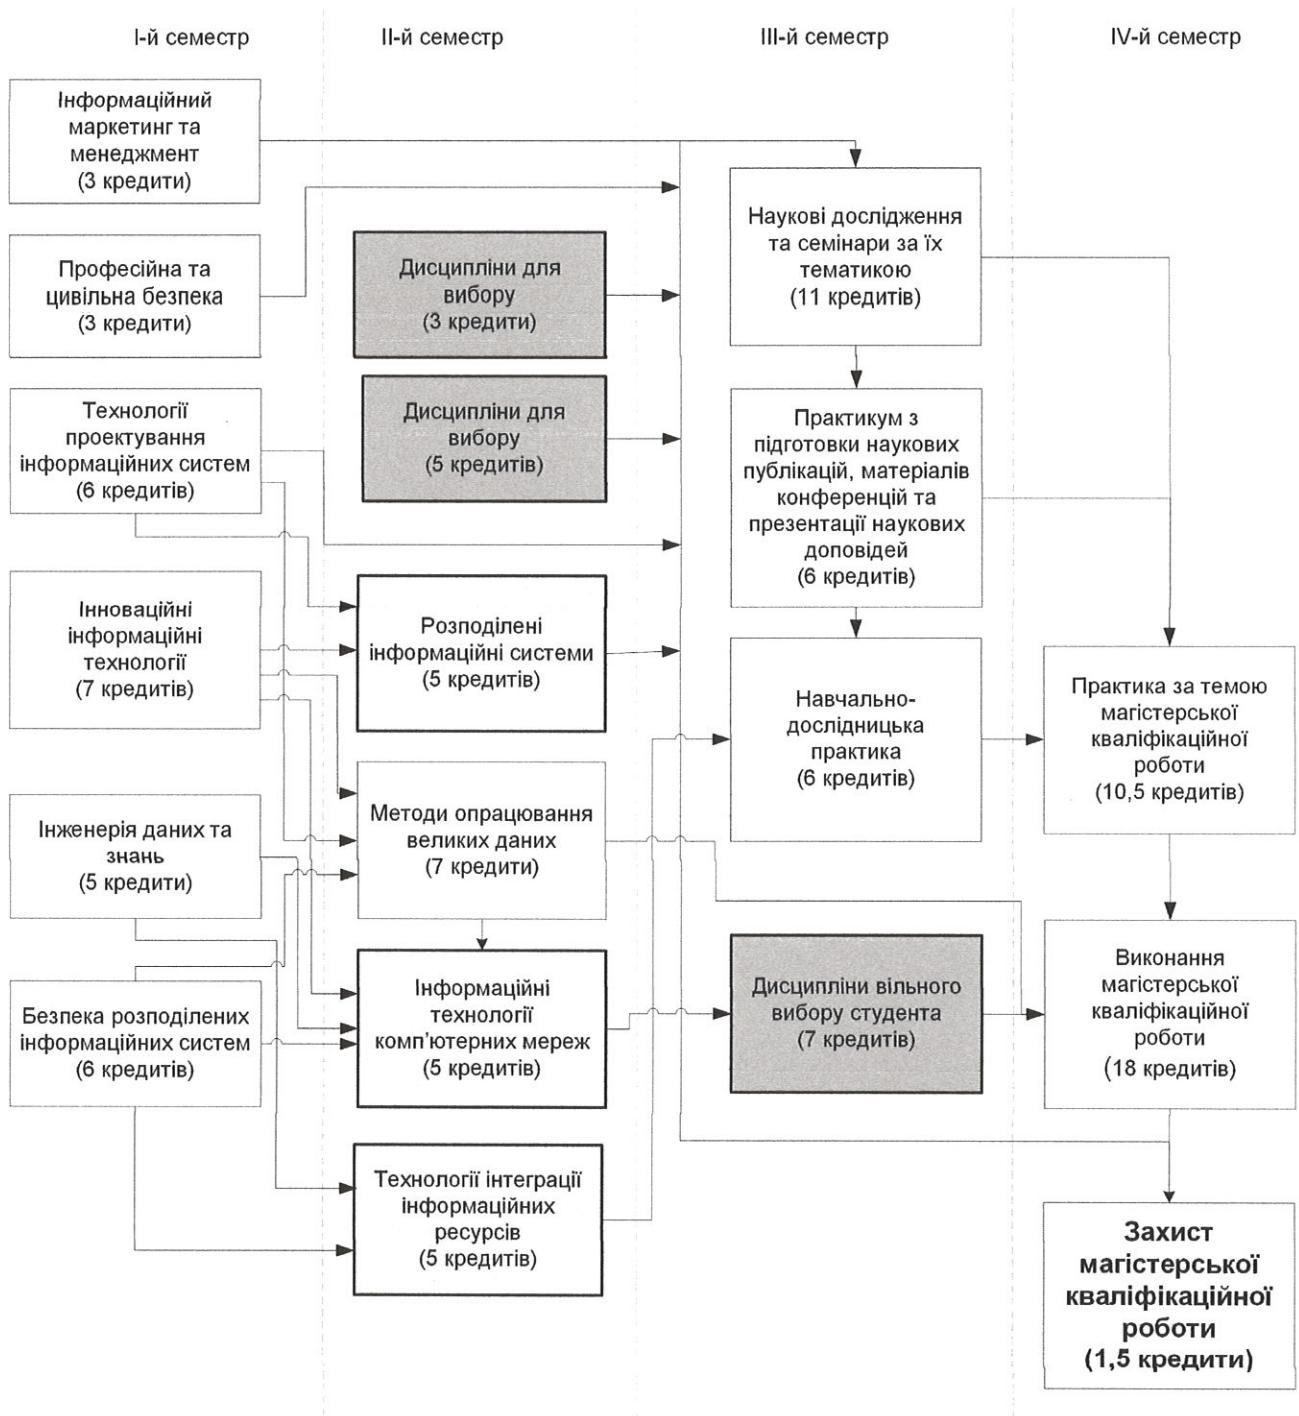 I-й семестр
II-й семестр
III-й семестр
IV-й семестр
Інформаційний
маркетинг та
менеджмент
(3 кредити)
Професійна та
цивільна безпека
(3 кредити)
Технології
проектування
інформаційних систем
(6 кредитів)
Інноваційні
інформаційні
технології
(7 кредитів)
Інженерія даних та
знань
(5 кредити)
Безпека розподілених
інформаційних систем
(6 кредитів)
Дисципліни для
вибору
(3 кредити)
Дисципліни для
вибору
(5 кредитів)
Розподілені
інформаційні системи
(5 кредитів)
Методи опрацювання
великих даних
(7 кредити)
Інформаційні
технології
комп'ютерних мереж
(5 кредитів)
Технології інтеграції
інформаційних
ресурсів
(5 кредитів)
Наукові дослідження
та семінари за їх
тематикою
(11 кредитів)
Практикум з
підготовки наукових
публікацій, матеріалів
конференцій та
презентації наукових
доповідей
(6 кредитів)
Навчально-
дослідницька
практика
(6 кредитів)
Дисципліни вільного
вибору студента
(7 кредитів)
Практика за темою
магістерської
кваліфікаційної
роботи
(10,5 кредитів)
Виконання
магістерської
кваліфікаційної
роботи
(18 кредитів)
Захист
магістерської
кваліфікаційної
роботи
(1,5 кредити)